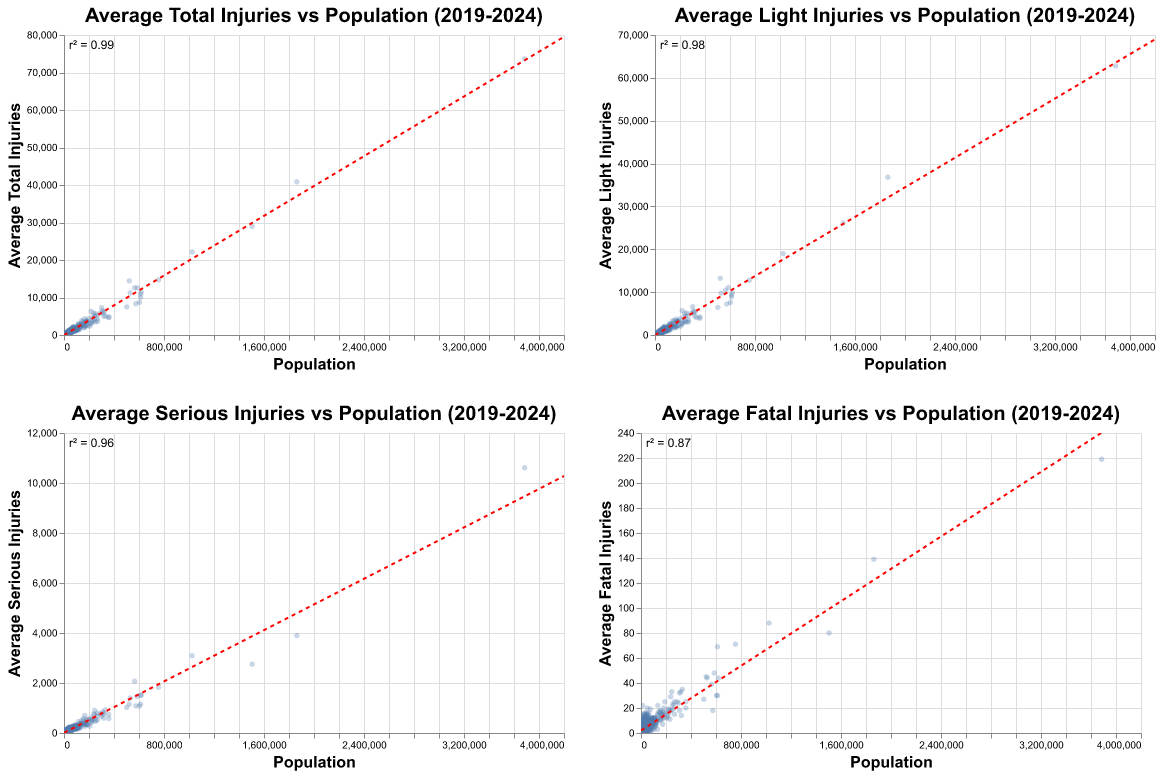 Average Total Injuries vs Population (2019-2024)
r² = 0.99
80,000
70,000
60,000
50,000
40,000
30,000
20,000
10,000
0
Average Total Injuries
0 800,000 1,600,000 2,400,000 3,200,000 4,000,000
Population
Average Light Injuries vs Population (2019-2024)
r² = 0.98
70,000
60,000
50,000
40,000
30,000
20,000
10,000
0
Average Light Injuries
0 800,000 1,600,000 2,400,000 3,200,000 4,000,000
Population
Average Serious Injuries vs Population (2019-2024)
r² = 0.96
12,000
10,000
8,000
6,000
4,000
2,000
0
Average Serious Injuries
0 800,000 1,600,000 2,400,000 3,200,000 4,000,000
Population
Average Fatal Injuries vs Population (2019-2024)
r² = 0.87
240
220
200
180
160
140
120
100
80
60
40
20
0
Average Fatal Injuries
0 800,000 1,600,000 2,400,000 3,200,000 4,000,000
Population